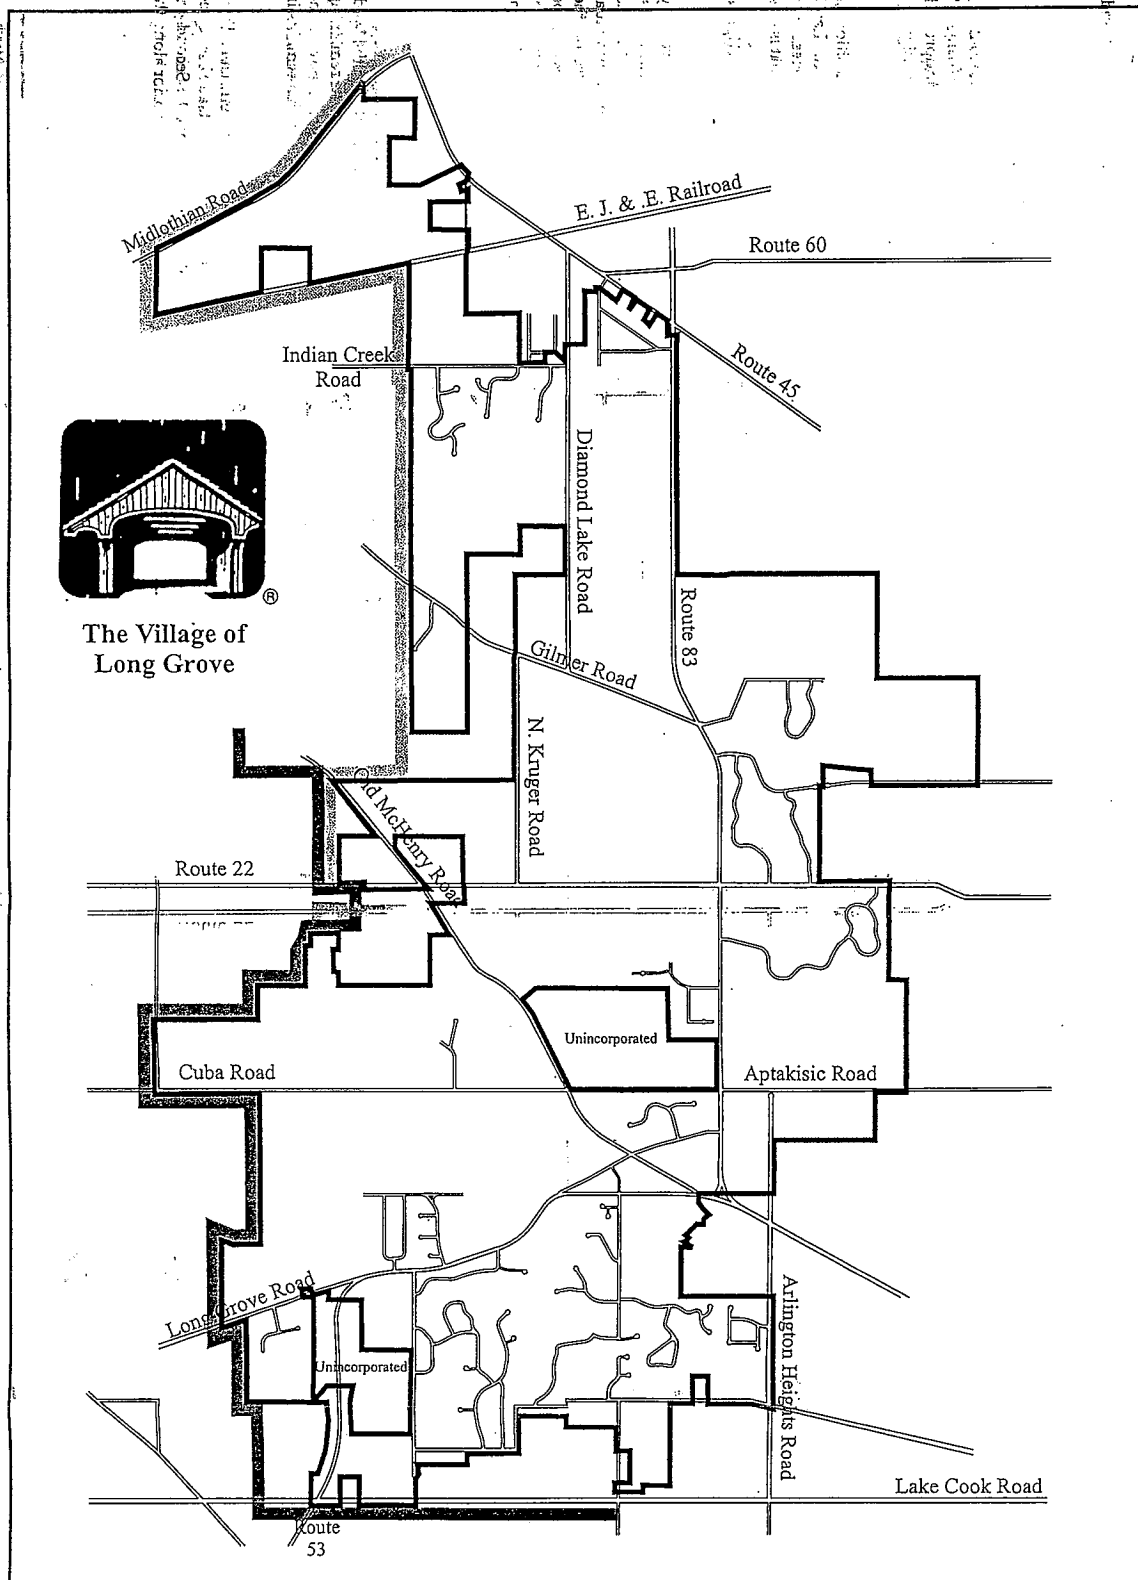 Midlothian Road
E. J. & .E. Railroad
Route 60
Indian Creek
Road
Route 45
Diamond Lake Road
®
The Village of
Long Grove
Route 83
Gilmer Road
N. Kruger Road
Old McHenry Road
Route 22
Unincorporated
Cuba Road
Aptakisic Road
Long Grove Road
Unincorporated
Arlington Heights Road
Lake Cook Road
Route
53